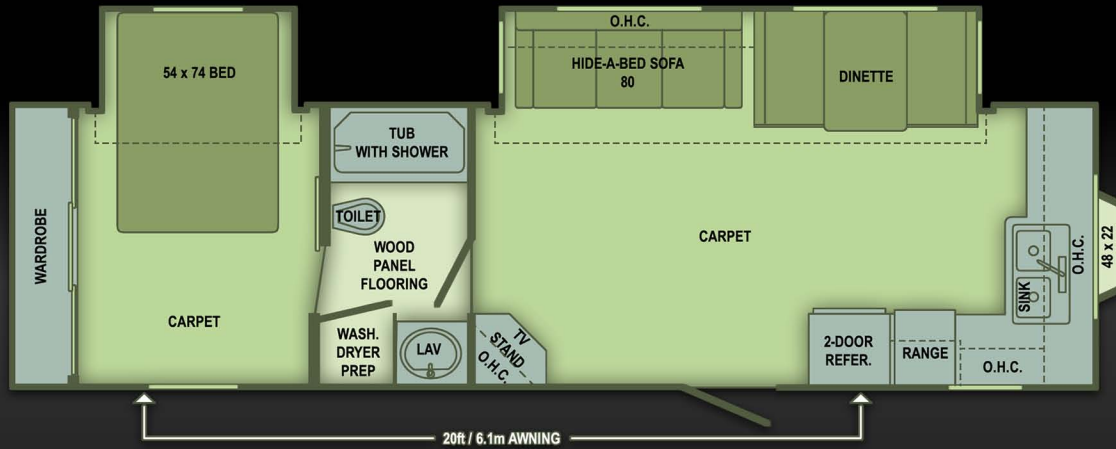 O.H.C.
54 x 74 BED
HIDE-A-BED SOFA
80
DINETTE
TUB
WITH SHOWER
WARDROBE
TOILET
WOOD
PANEL
FLOORING
CARPET
CARPET
O.H.C.
48 x 22
SINK
WASH.
DRYER
PREP
LAV
TV
STAND
O.H.C.
2-DOOR
REFER.
RANGE
O.H.C.
20ft / 6.1m AWNING